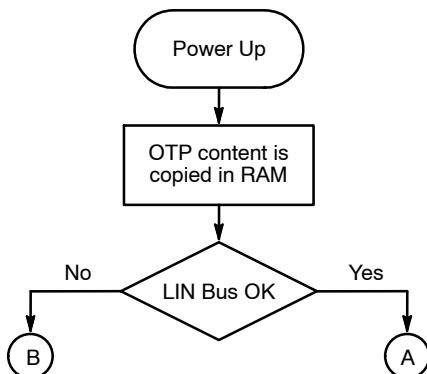 Power Up
OTP content is
copied in RAM
No
Yes
LIN Bus OK
B
A